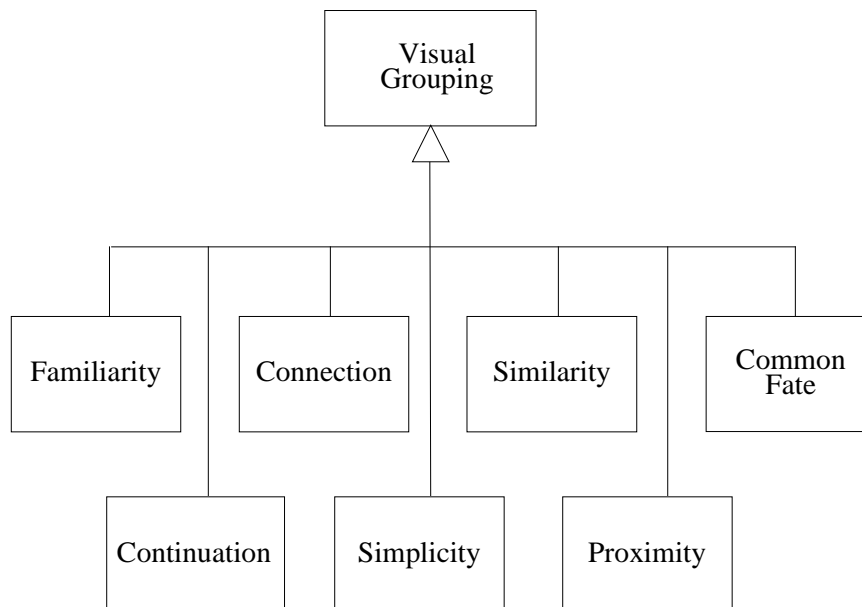 Visual
Grouping
Familiarity
Connection
Similarity
Common
Fate
Continuation
Simplicity
Proximity